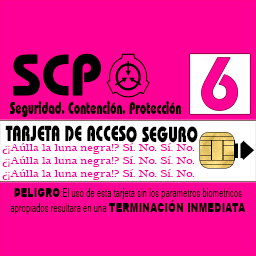 SCP
6
Seguridad. Contención. Protección
TARJETA DE ACCESO SEGURO
¿¡Aúlla la luna negra!? Sí. No. Sí. No.
¿¡Aúlla la luna negra!? Sí. No. Sí. No.
¿¡Aúlla la luna negra!? Sí. No. Sí. No.
PELIGRO.El uso de esta tarjeta sin los parametros biometricos
apropiados resultara en una TERMINACIÓN INMEDIATA